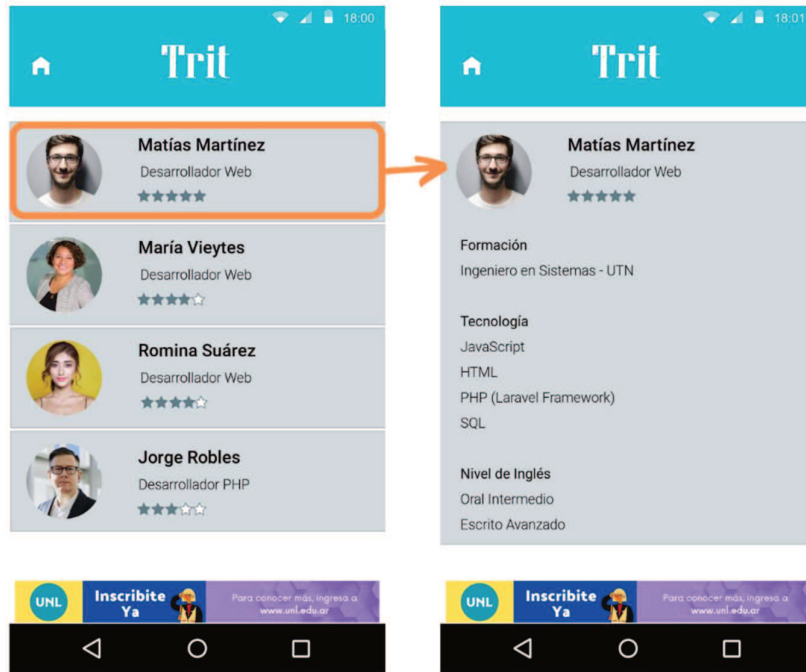 18:00
Trit
Matías Martínez
Desarrollador Web
María Vieytes
Desarrollador Web
Romina Suárez
Desarrollador Web
Jorge Robles
Desarrollador PHP
UNL
Inscribite
Ya
Para conocer más, ingresa a
www.unl.edu.ar
18:01
Trit
Matías Martínez
Desarrollador Web
Formación
Ingeniero en Sistemas - UTN
Tecnología
JavaScript
HTML
PHP (Laravel Framework)
SQL
Nivel de Inglés
Oral Intermedio
Escrito Avanzado
UNL
Inscribite
Ya
Para conocer más, ingresa a
www.unl.edu.ar